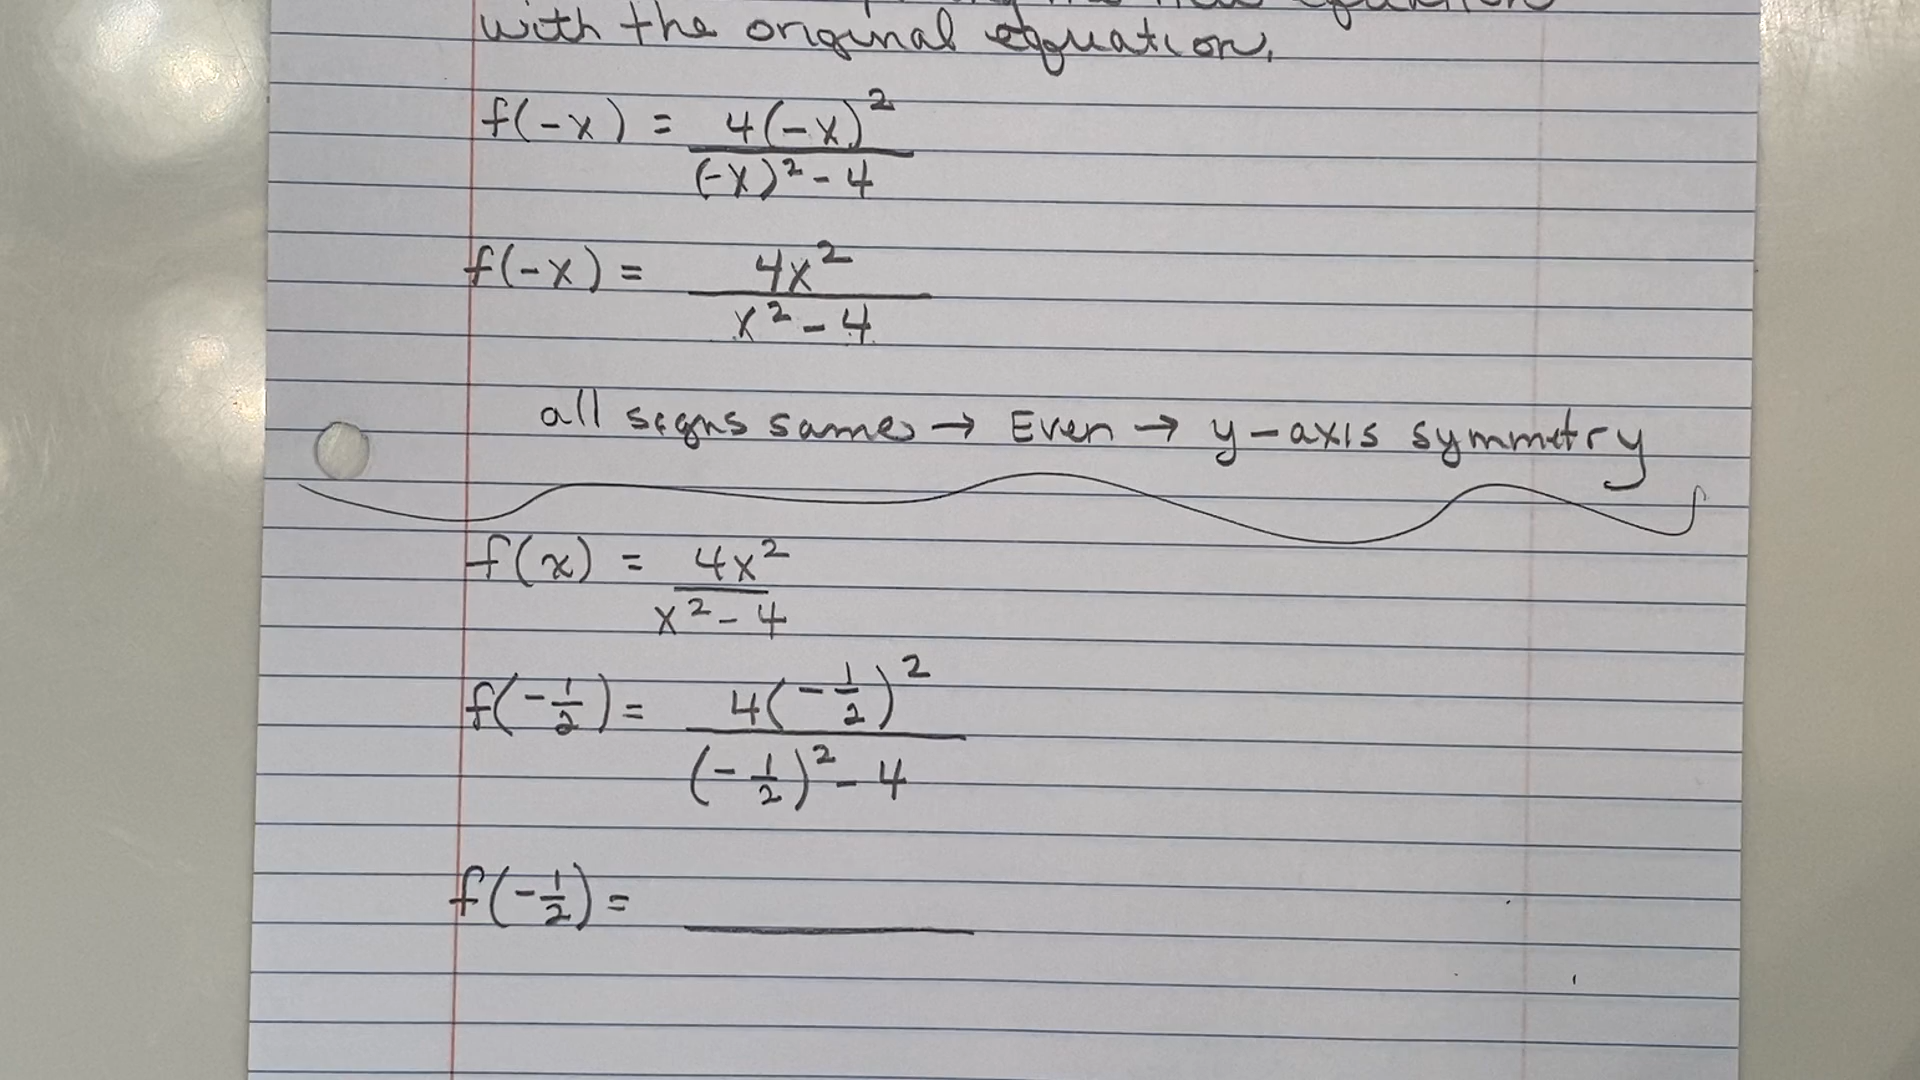 with the original equation.
f(-x) = 4(-x)²
(-x)² - 4
f(-x) = 4x²
x² - 4
all signs same → Even → y-axis symmetry
f(x) = 4x²
x² - 4
f(-1/2) = 4(-1/2)²
(-1/2)² - 4
f(-1/2) =